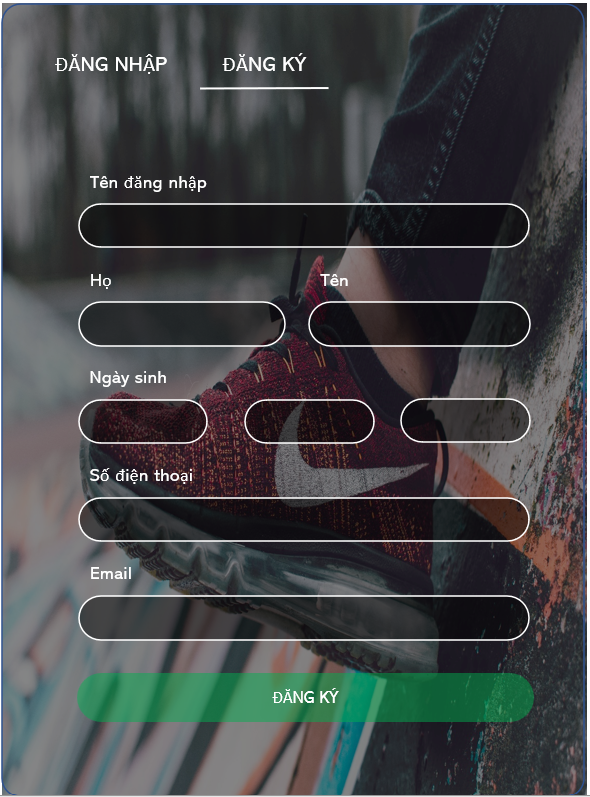 ĐĂNG NHẬP ĐĂNG KÝ
Tên đăng nhập
Họ Tên
Ngày sinh
Số điện thoại
Email
ĐĂNG KÝ